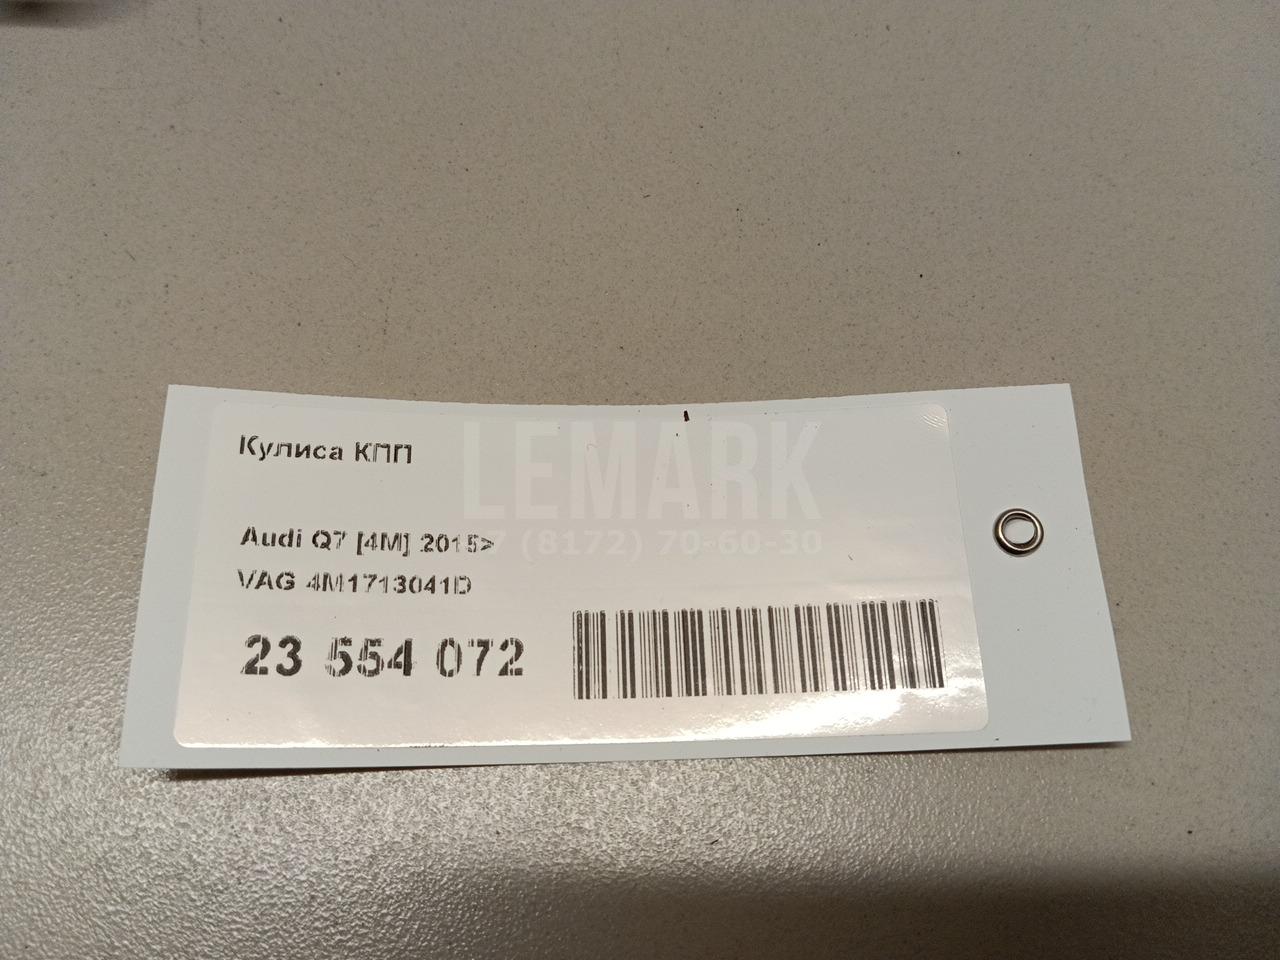 Кулиса КПП
LEMARK
Audi Q7 [4M] 2015>
7 (8172) 70-60-30
VAG 4M1713041D
23 554 072